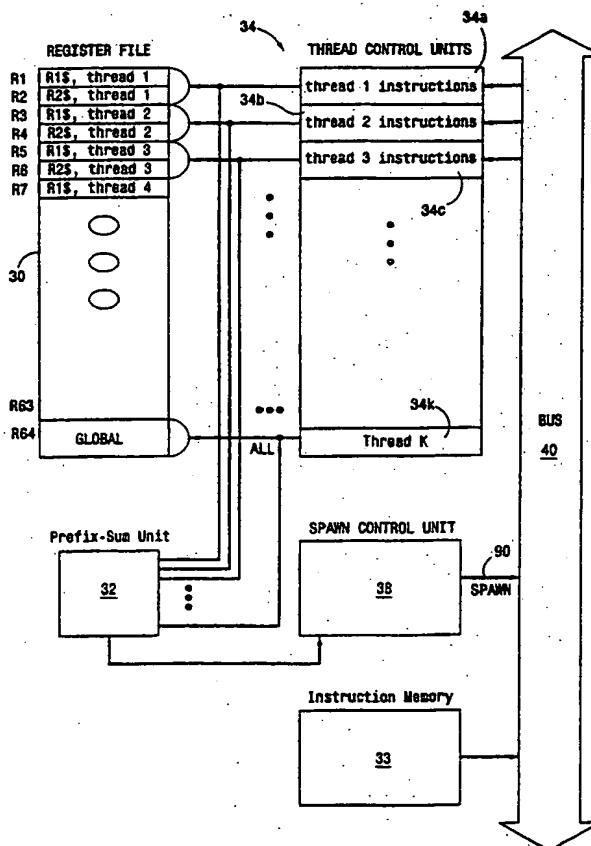 34
34a
REGISTER FILE
THREAD CONTROL UNITS
R1 R1$, thread 1
thread 1 instructions
R2 R2$, thread 1
34b
R3 R1$, thread 2
thread 2 instructions
R4 R2$, thread 2
R5 R1$, thread 3
thread 3 instructions
R6 R2$, thread 3
R7 R1$, thread 4
34c
30
R63
34k
R64 GLOBAL
ALL
Thread K
BUS
40
Prefix-Sum Unit
SPAWN CONTROL UNIT
32
38
90
SPAWN
Instruction Memory
33